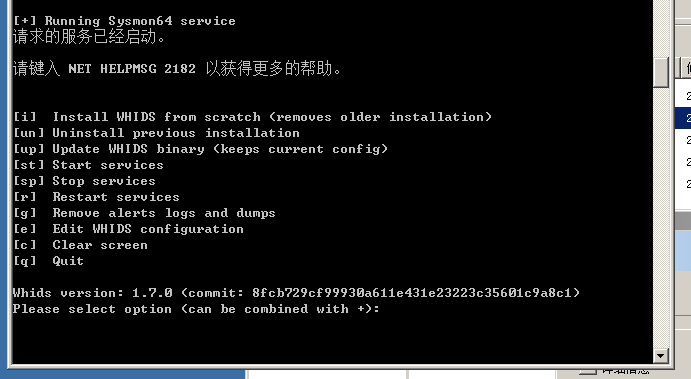 [+] Running Sysmon64 service
请求的服务已经启动。
请键入 NET HELPMSG 2182 以获得更多的帮助。
[i] Install WHIDS from scratch (removes older installation)
[un] Uninstall previous installation
[up] Update WHIDS binary (keeps current config)
[st] Start services
[sp] Stop services
[r] Restart services
[g] Remove alerts logs and dumps
[e] Edit WHIDS configuration
[c] Clear screen
[q] Quit
Whids version: 1.7.0 (commit: 8fcb729cf99930a611e431e23223c35601c9a8c1)
Please select option (can be combined with +):
详细信息